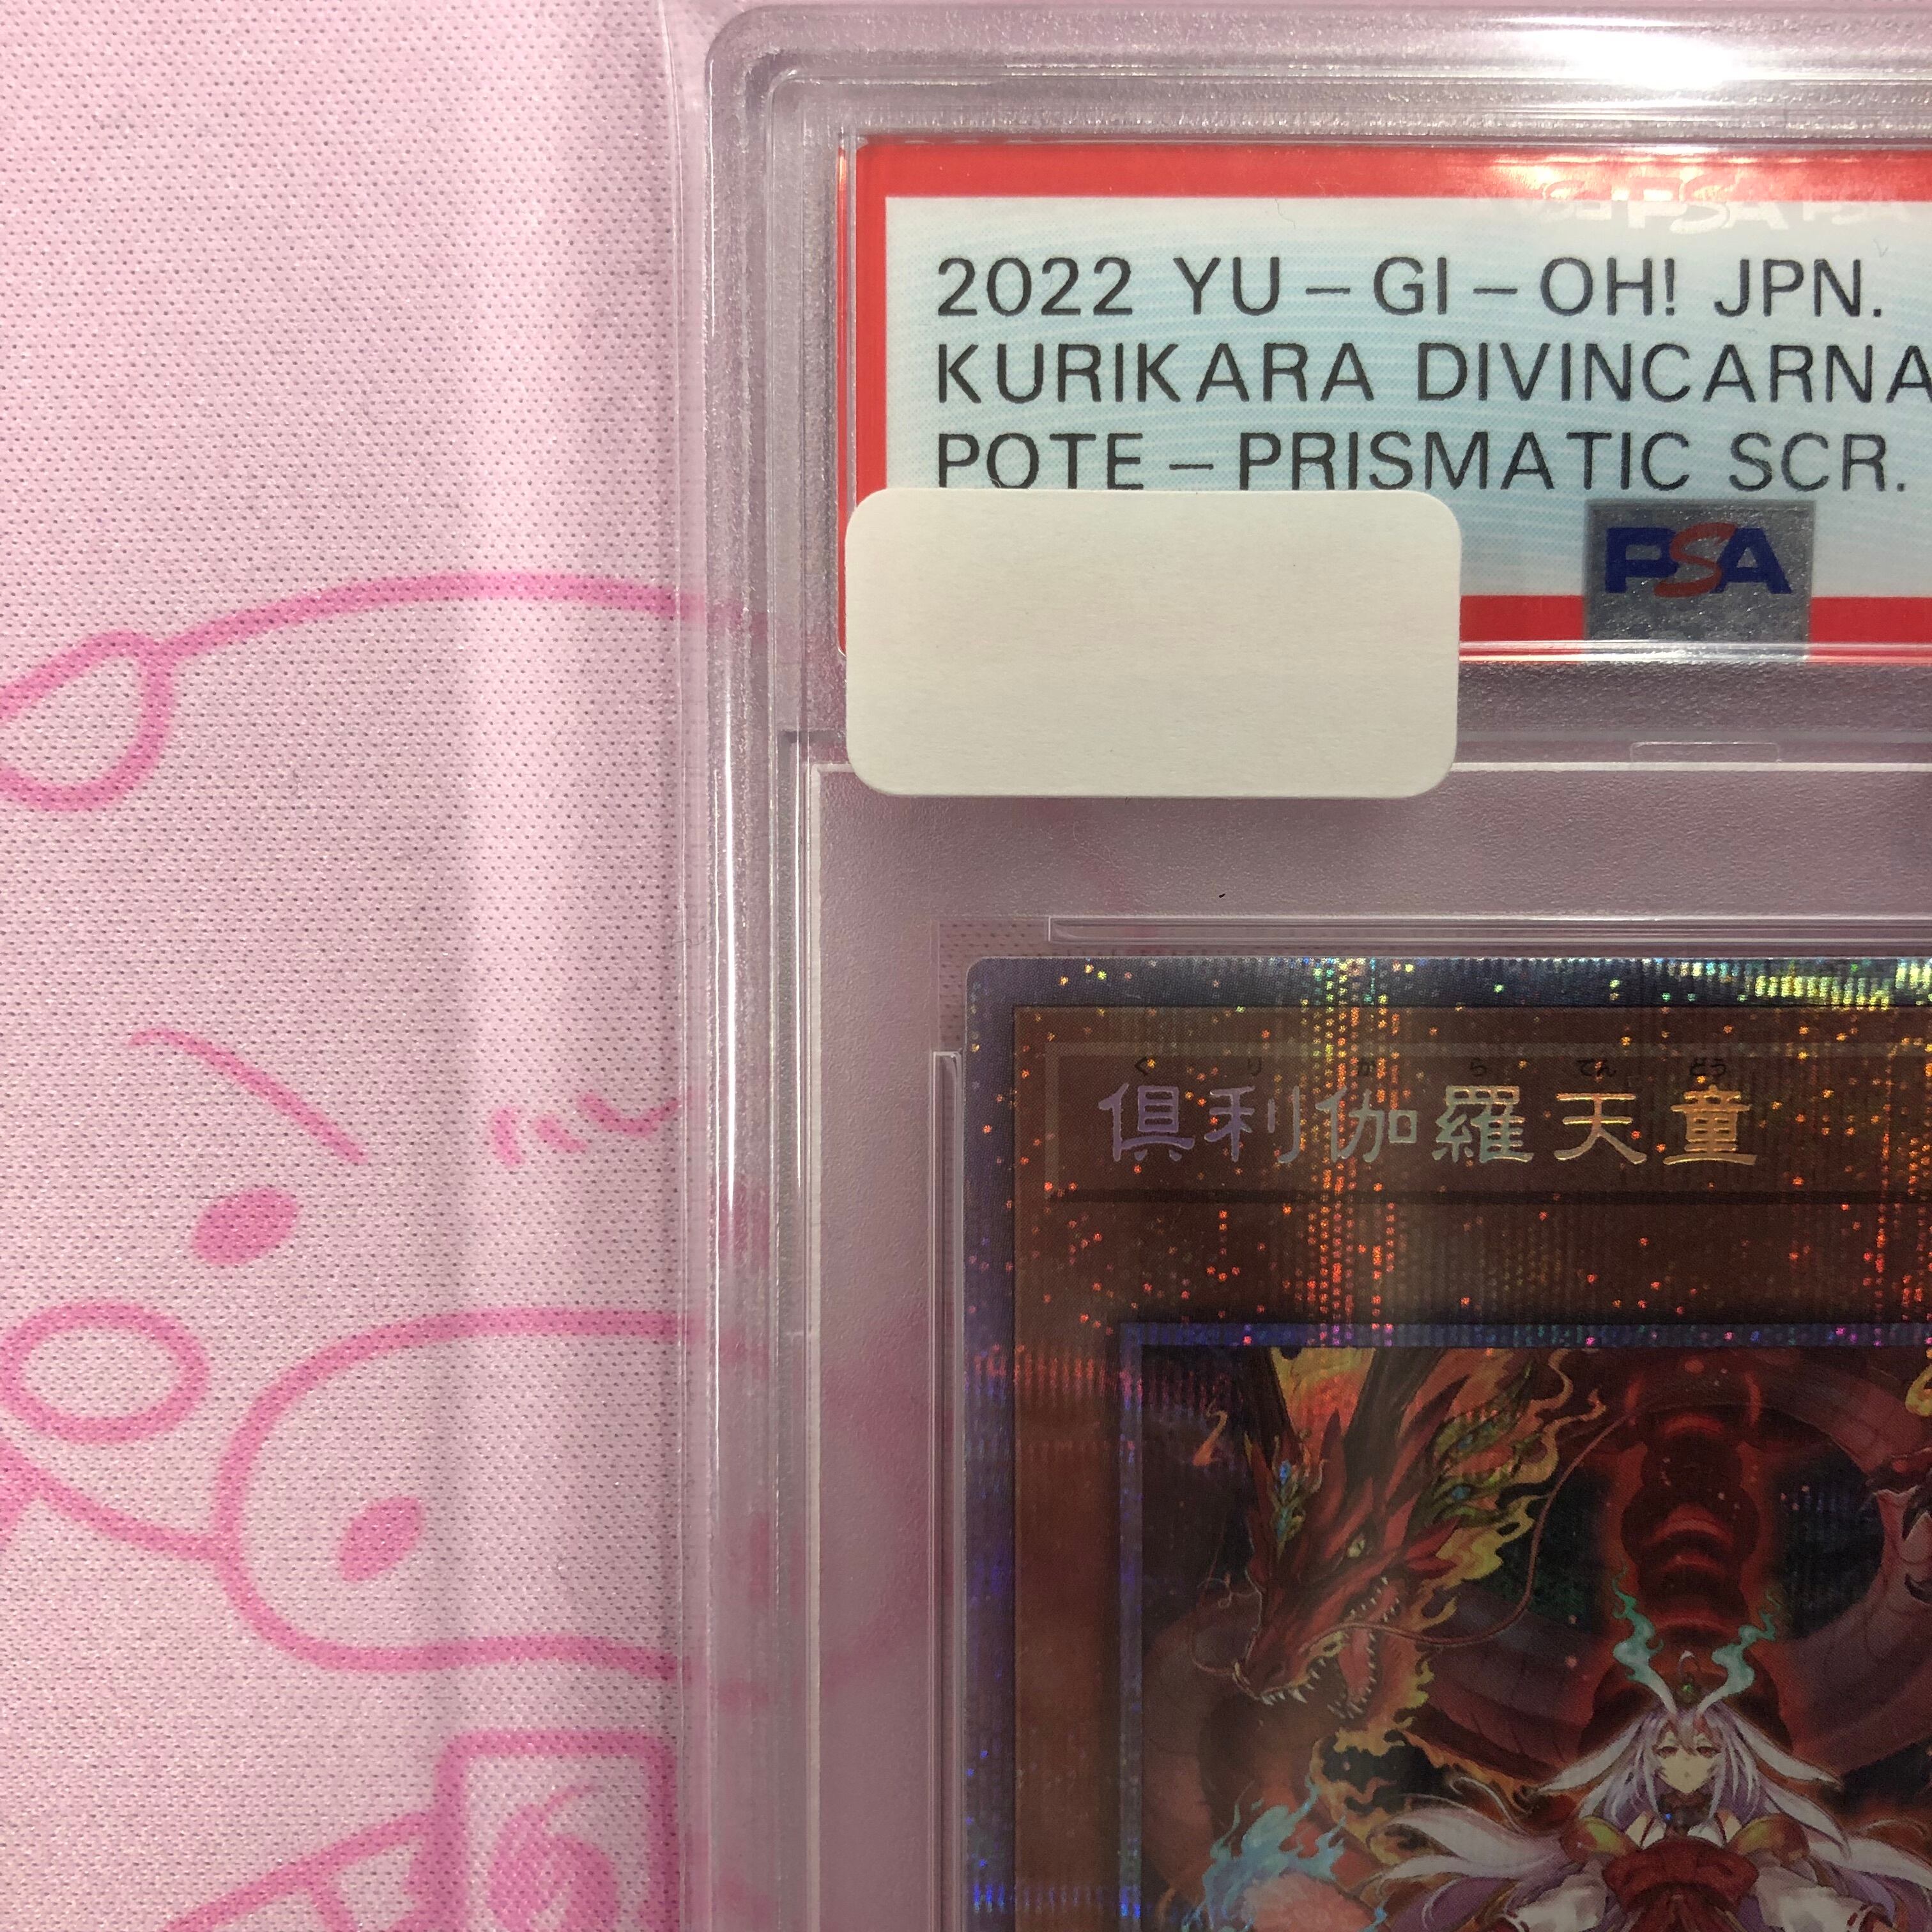 2022 YU-GI-OH! JPN.
KURIKARA DIVINCARNA
POTE-PRISMATIC SCR.
PSA
くりからてんどう
倶利伽羅天童